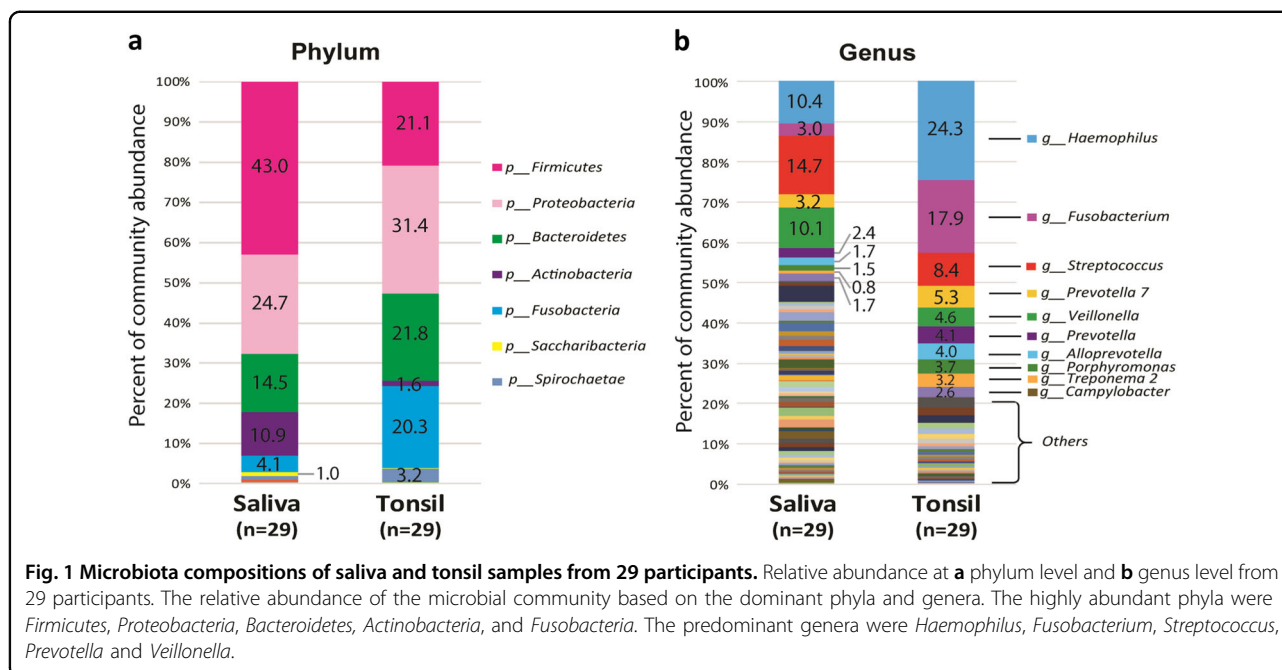 a
Phylum
Percent of community abundance
100%
90%
80%
70%
60%
50%
40%
30%
20%
10%
0%
43.0
24.7
14.5
10.9
4.1
1.0
21.1
31.4
21.8
1.6
20.3
3.2
Saliva
(n=29)
Tonsil
(n=29)
p__Firmicutes
p__Proteobacteria
p__Bacteroidetes
p__Actinobacteria
p__Fusobacteria
p__Saccharibacteria
p__Spirochaetae
b
Genus
Percent of community abundance
100%
90%
80%
70%
60%
50%
40%
30%
20%
10%
0%
10.4
3.0
14.7
3.2
10.1
2.4
1.7
1.5
0.8
1.7
24.3
17.9
8.4
5.3
4.6
4.1
4.0
3.7
3.2
2.6
Saliva
(n=29)
Tonsil
(n=29)
g__Haemophilus
g__Fusobacterium
g__Streptococcus
g__Prevotella 7
g__Veillonella
g__Prevotella
g__Alloprevotella
g__Porphyromonas
g__Treponema 2
g__Campylobacter
Others
Fig. 1 Microbiota compositions of saliva and tonsil samples from 29 participants. Relative abundance at a phylum level and b genus level from
29 participants. The relative abundance of the microbial community based on the dominant phyla and genera. The highly abundant phyla were
Firmicutes, Proteobacteria, Bacteroidetes, Actinobacteria, and Fusobacteria. The predominant genera were Haemophilus, Fusobacterium, Streptococcus,
Prevotella and Veillonella.